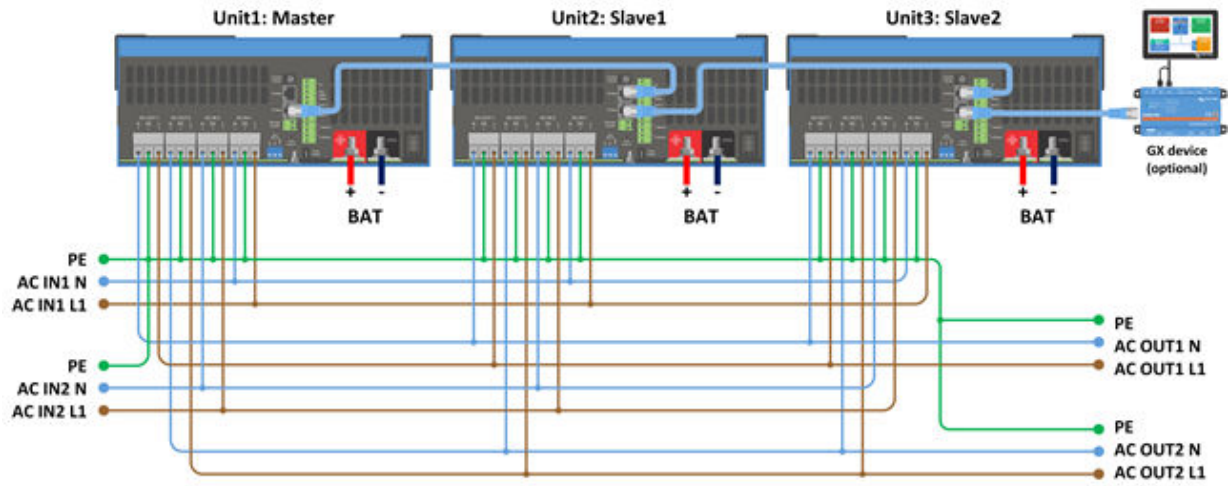 Unit1: Master
Unit2: Slave1
Unit3: Slave2
GX device
(optional)
+
-
BAT
+
-
BAT
+
-
BAT
PE
AC IN1 N
AC IN1 L1
PE
AC IN2 N
AC IN2 L1
PE
AC OUT1 N
AC OUT1 L1
PE
AC OUT2 N
AC OUT2 L1